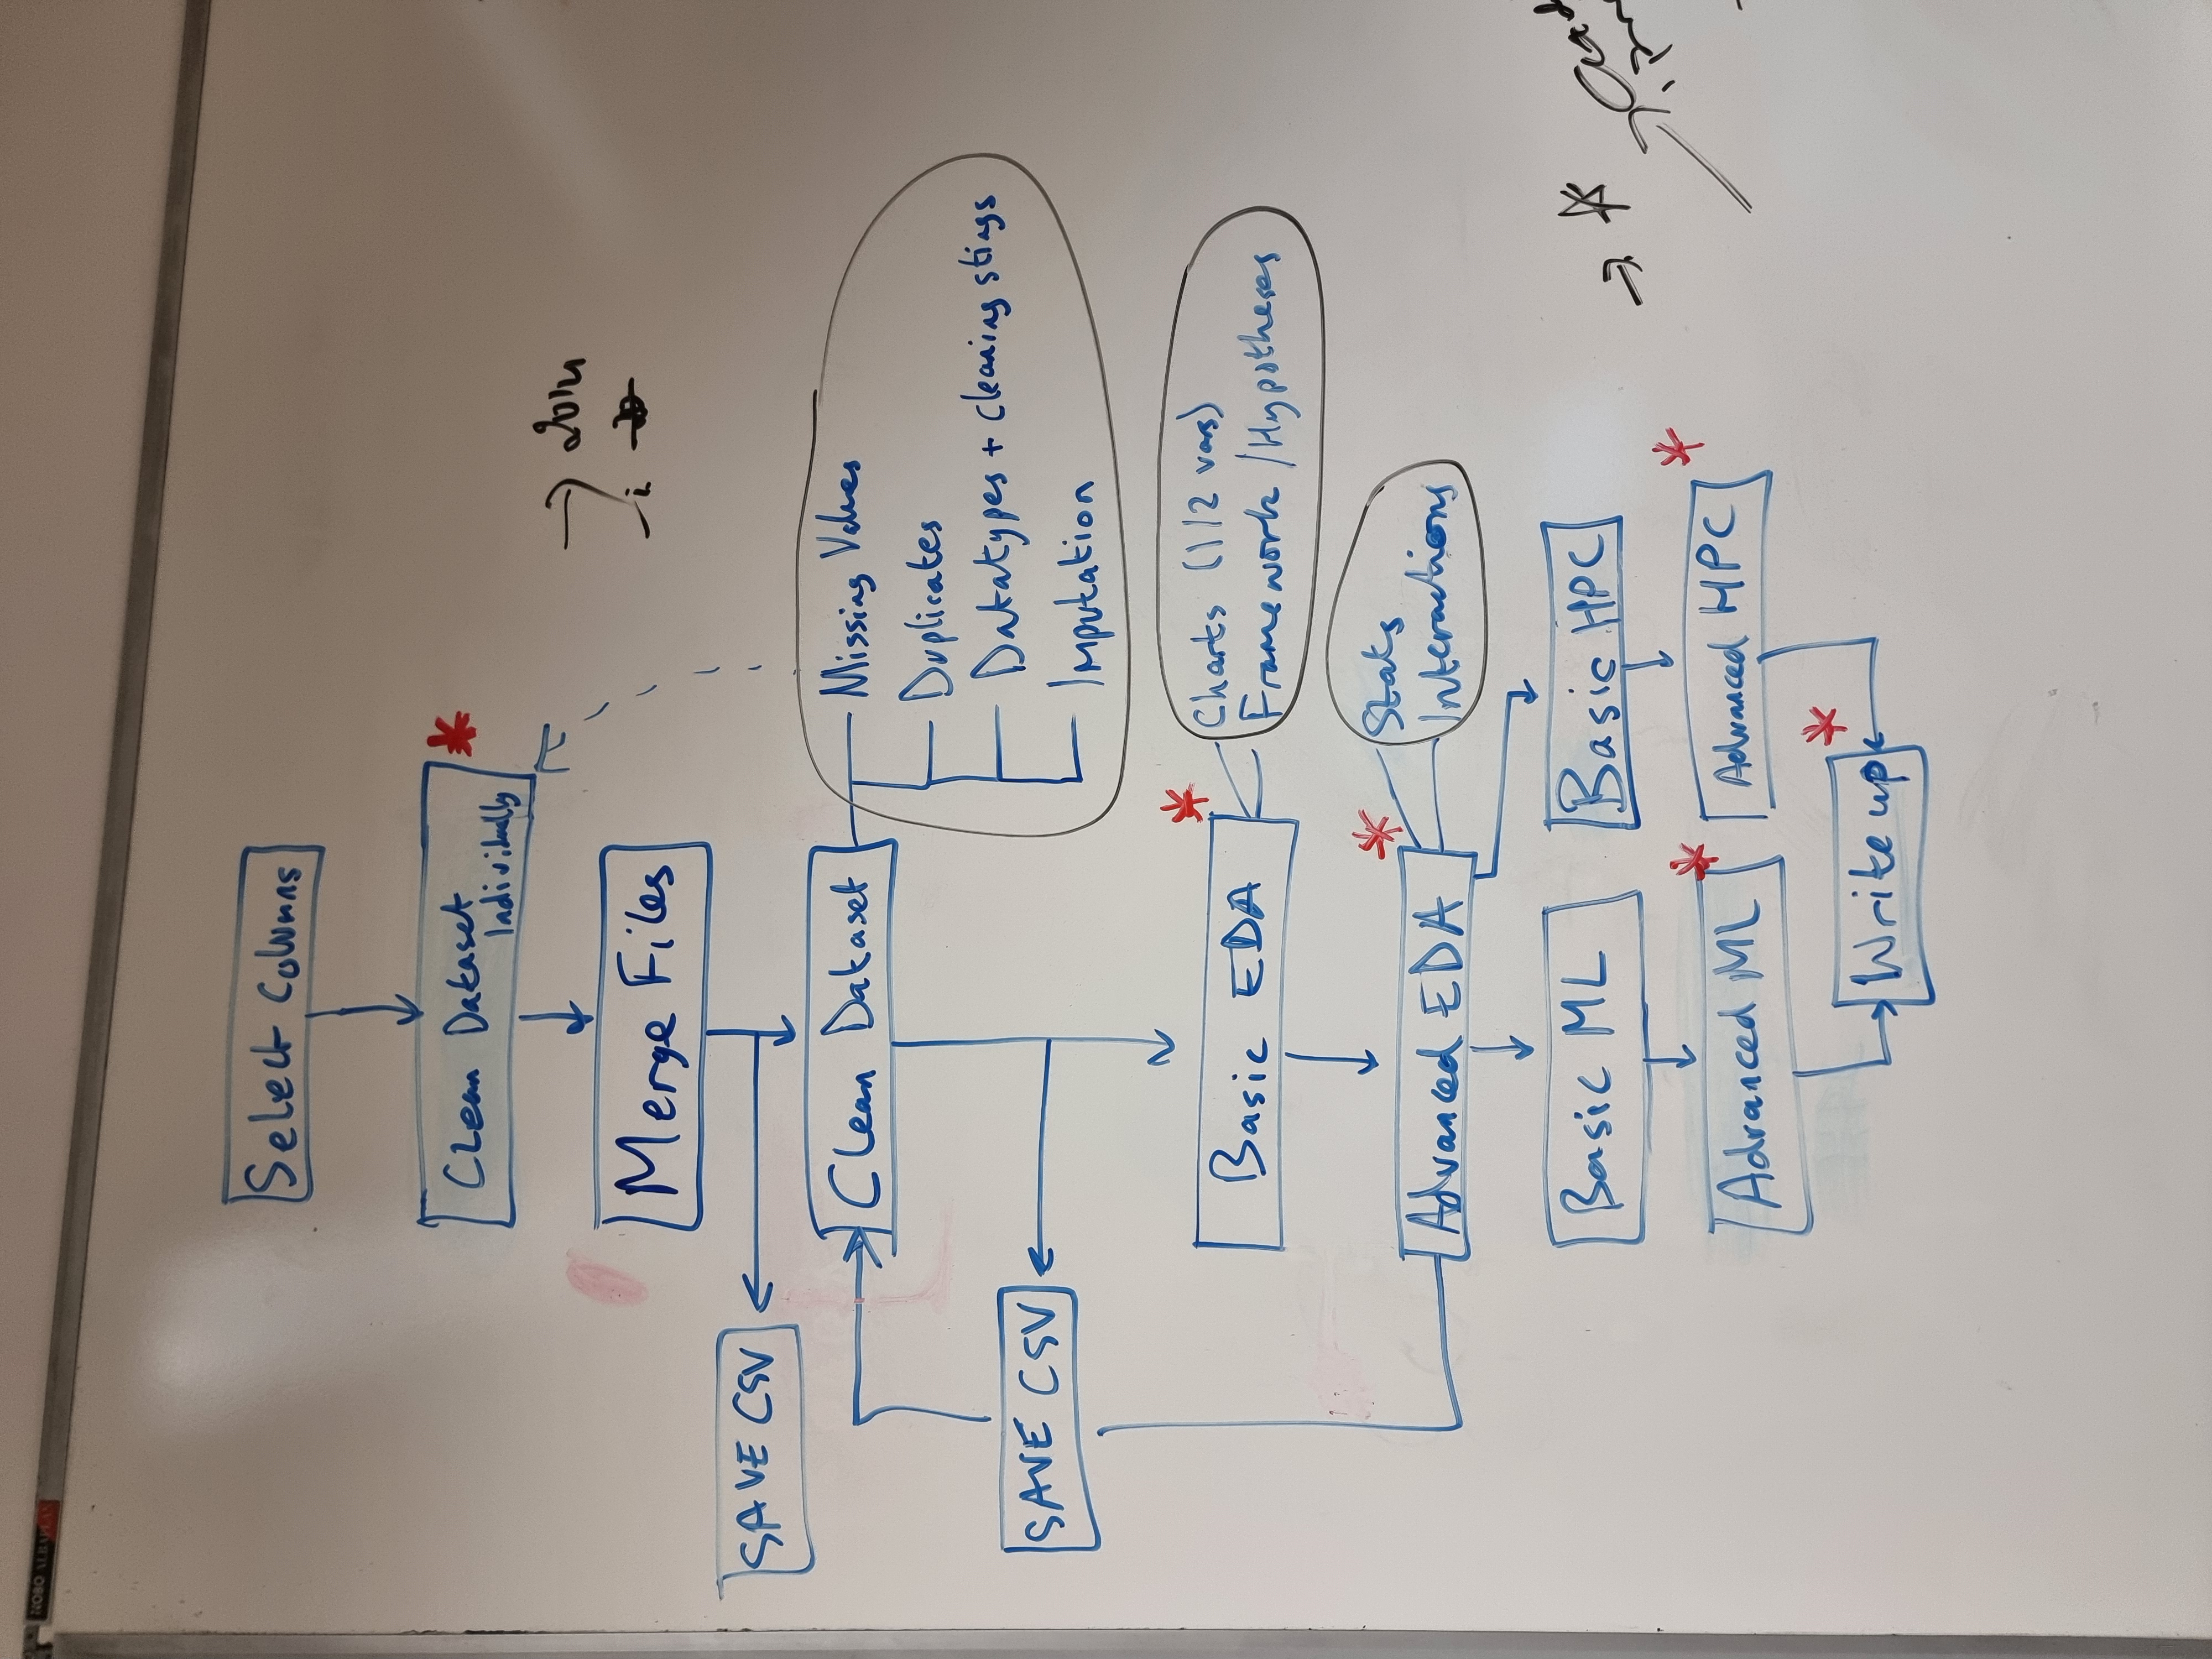 NOBO ALBAPLAN
Select Columns
Clean Dataset
Individually
Merge Files
SAVE CSV
Clean Dataset
Missing Values
Duplicates
Datatypes + cleaning stings
Imputation
SAVE CSV
Basic EDA
Charts (1/2 vars)
Framework/Hypotheses
Advanced EDA
Stats
Interactions
Basic ML
Basic HPC
Advanced ML
Advanced HPC
Write up